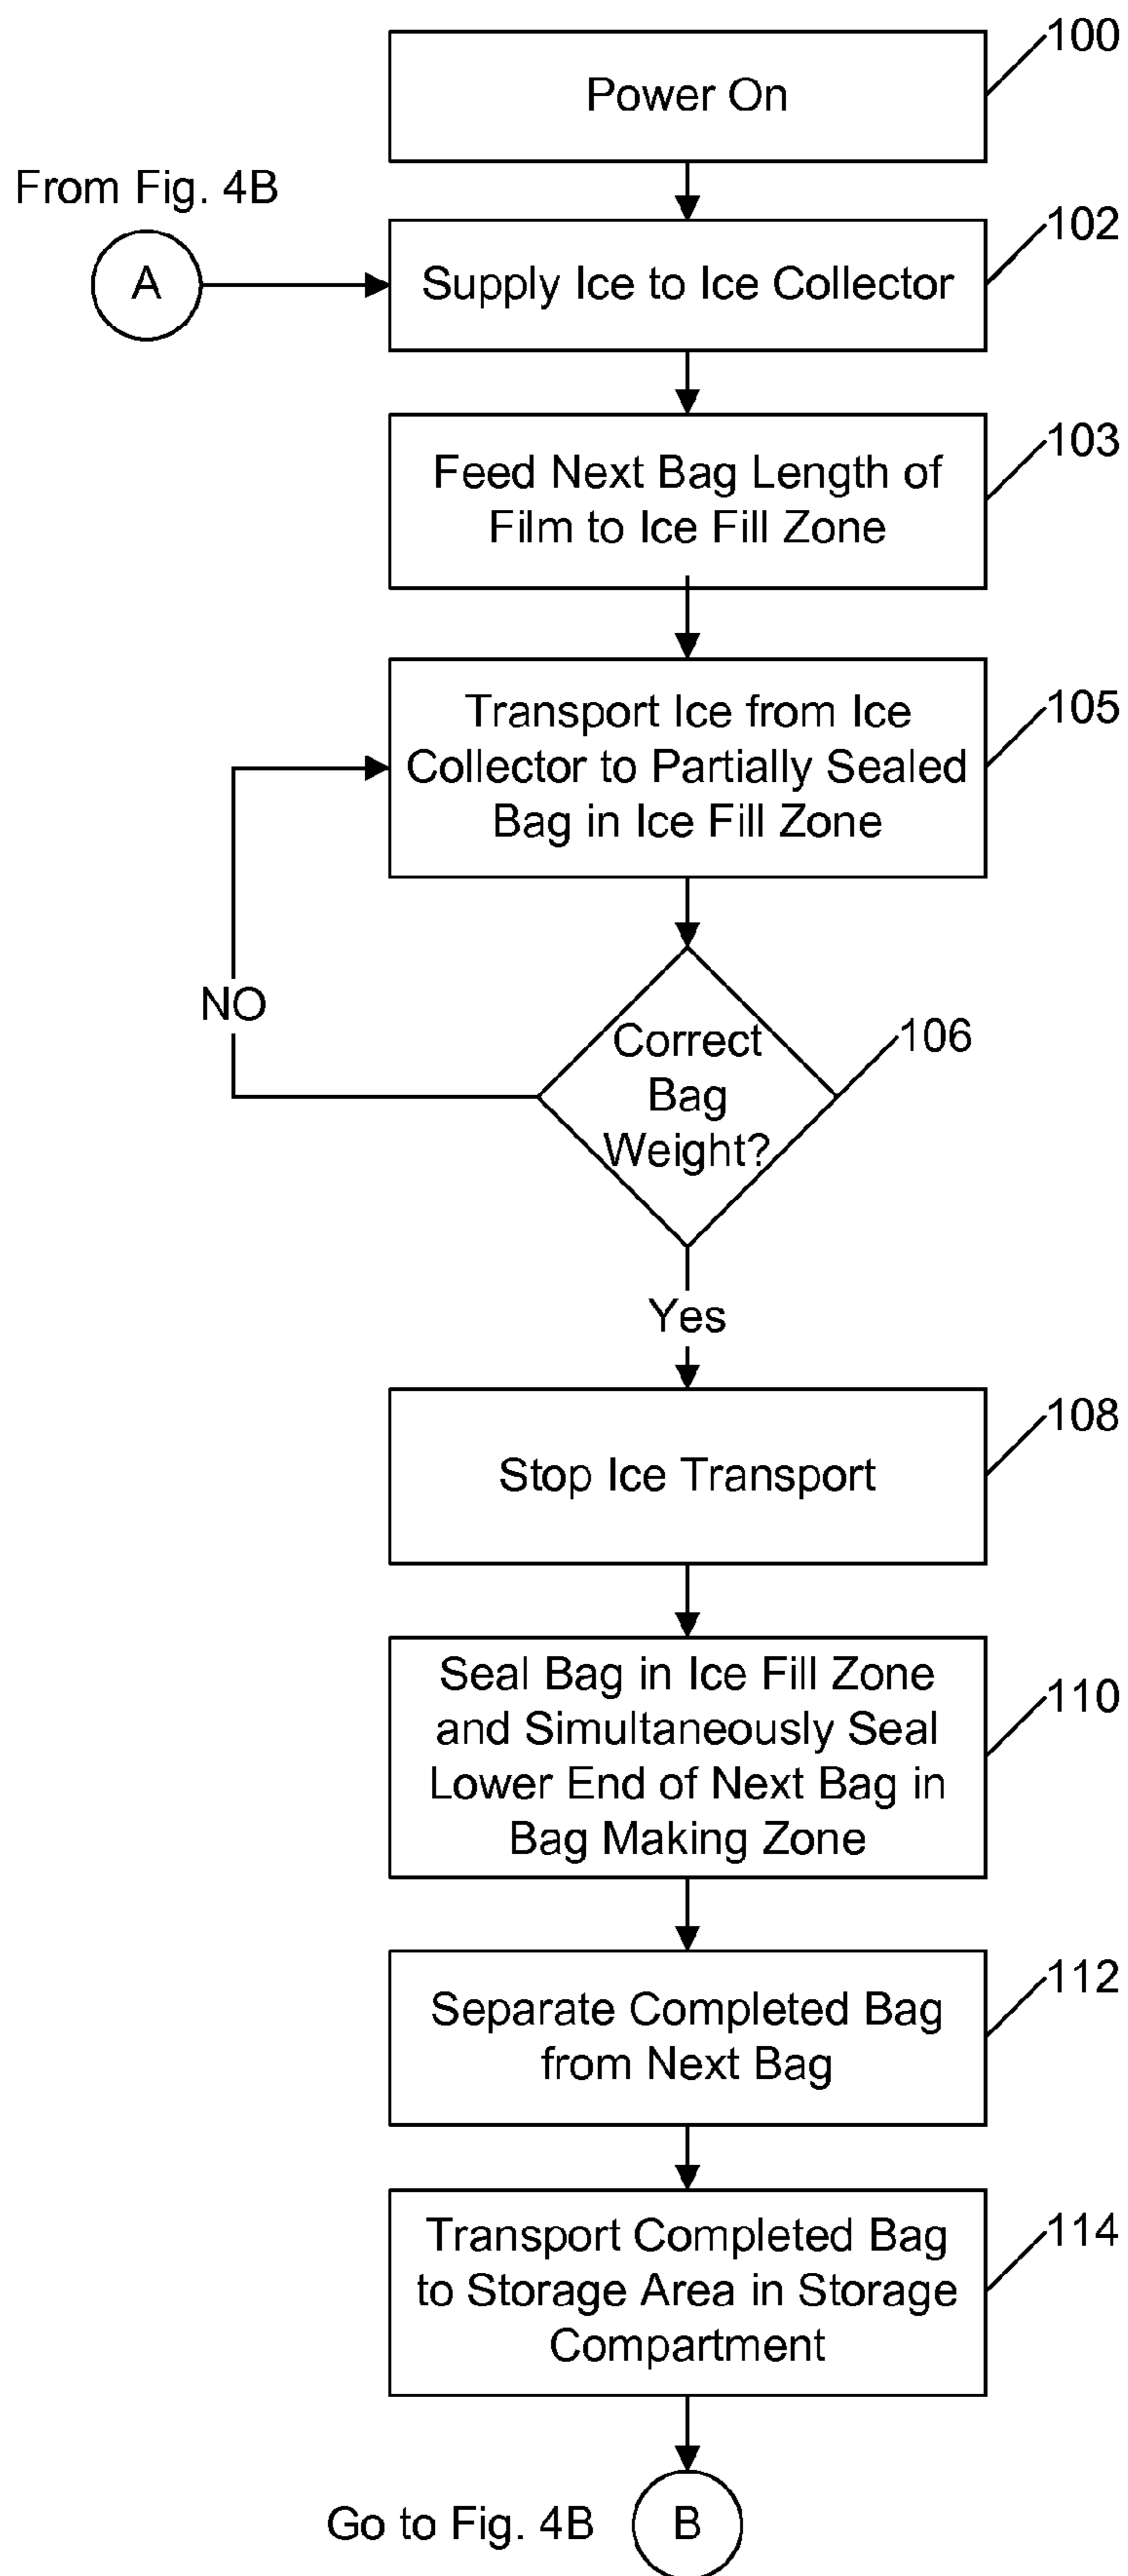 100
Power On
From Fig. 4B
A
102
Supply Ice to Ice Collector
103
Feed Next Bag Length of
Film to Ice Fill Zone
105
Transport Ice from Ice
Collector to Partially Sealed
Bag in Ice Fill Zone
NO
106
Correct
Bag
Weight?
Yes
108
Stop Ice Transport
110
Seal Bag in Ice Fill Zone
and Simultaneously Seal
Lower End of Next Bag in
Bag Making Zone
112
Separate Completed Bag
from Next Bag
114
Transport Completed Bag
to Storage Area in Storage
Compartment
Go to Fig. 4B
B